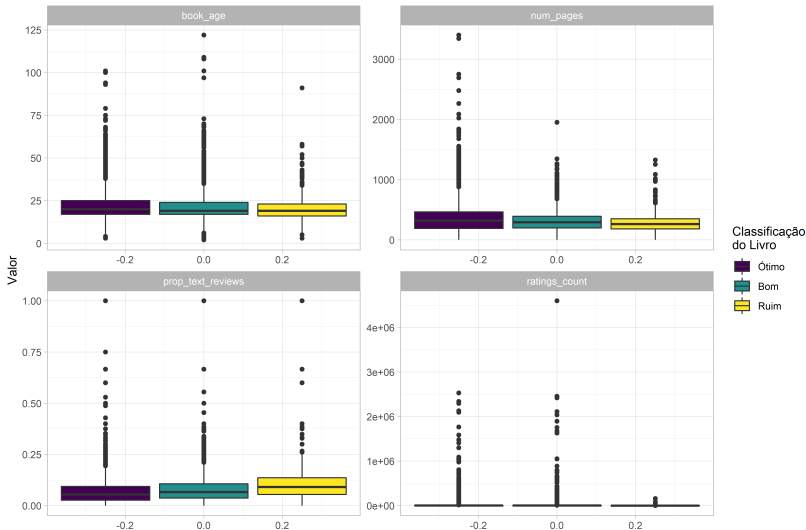 book_age
num_pages
125
100
75
50
25
0
3000
2000
1000
0
-0.2
0.0
0.2
-0.2
0.0
0.2
Valor
prop_text_reviews
ratings_count
1.00
0.75
0.50
0.25
0.00
4e+06
3e+06
2e+06
1e+06
0e+00
-0.2
0.0
0.2
-0.2
0.0
0.2
Classificação
do Livro
Ótimo
Bom
Ruim